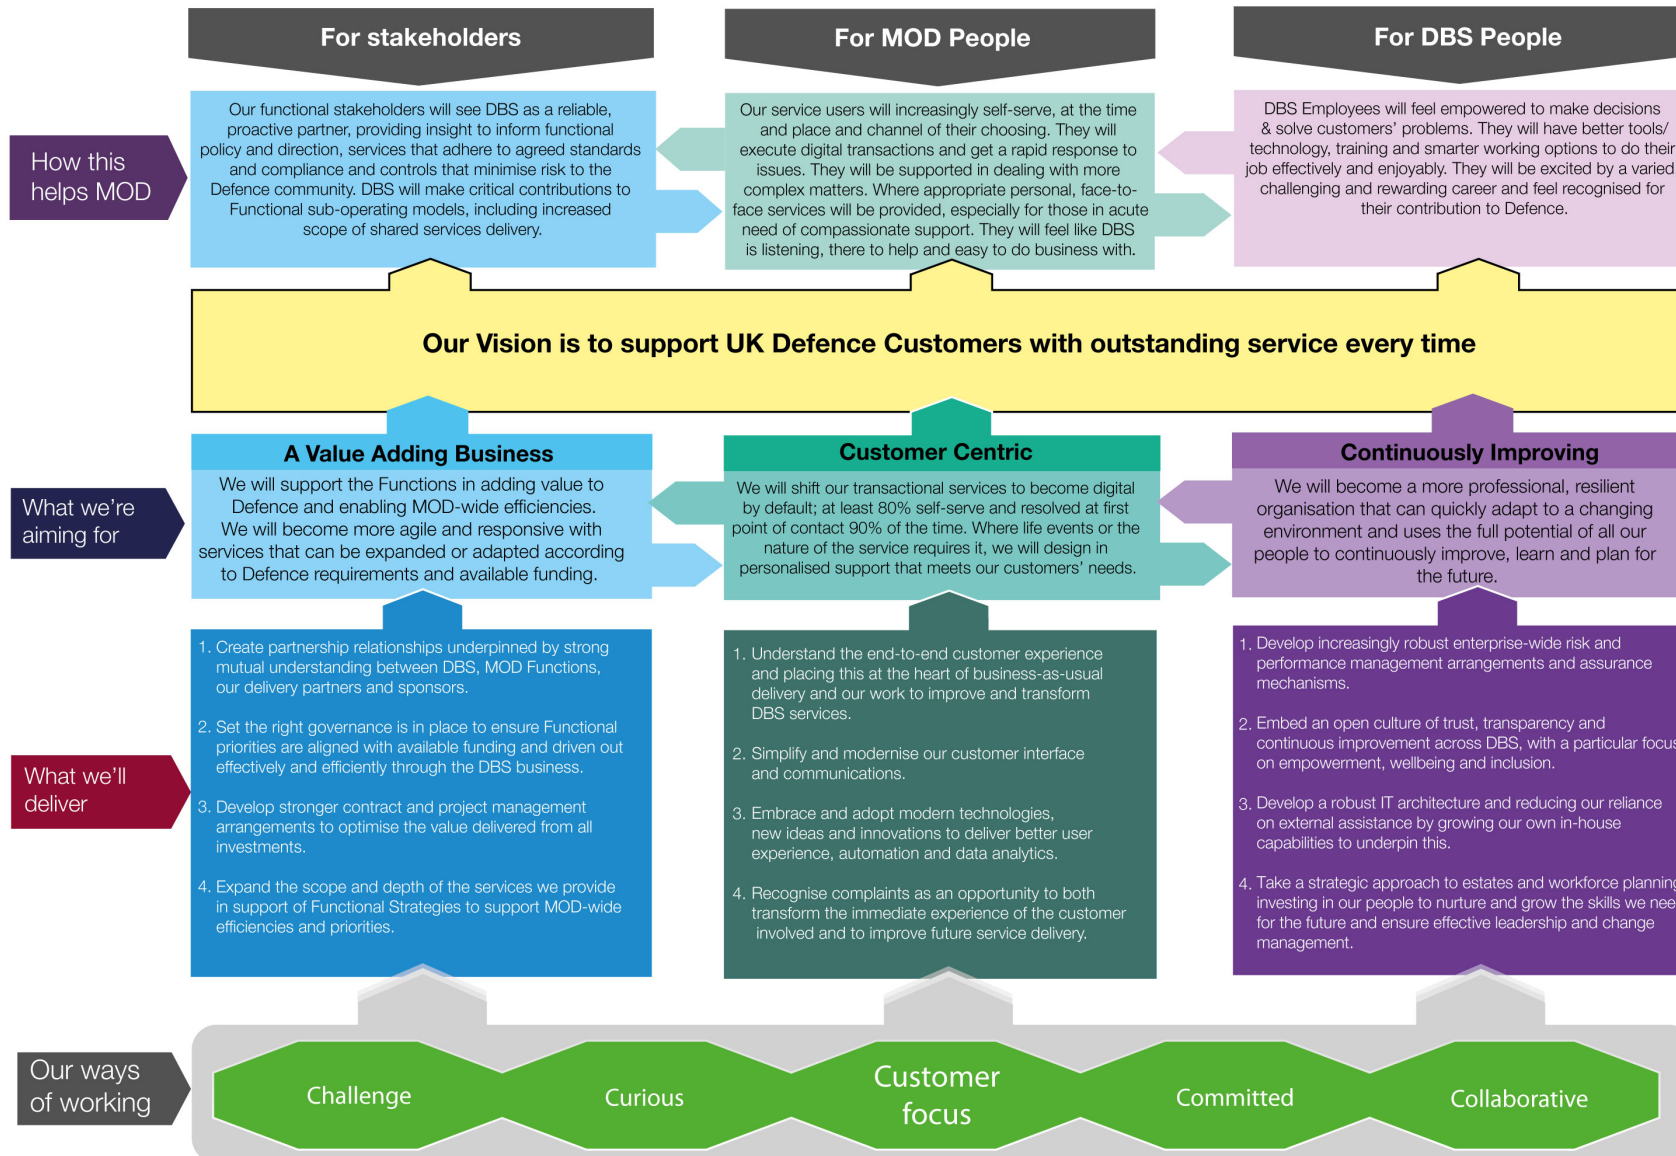 For stakeholders
For MOD People
For DBS People
How this
helps MOD
Our functional stakeholders will see DBS as a reliable,
proactive partner, providing insight to inform functional
policy and direction, services that adhere to agreed standards
and compliance and controls that minimise risk to the
Defence community. DBS will make critical contributions to
Functional sub-operating models, including increased
scope of shared services delivery.
Our service users will increasingly self-serve, at the time
and place and channel of their choosing. They will
execute digital transactions and get a rapid response to
issues. They will be supported in dealing with more
complex matters. Where appropriate personal, face-to-
face services will be provided, especially for those in acute
need of compassionate support. They will feel like DBS
is listening, there to help and easy to do business with.
DBS Employees will feel empowered to make decisions
& solve customers' problems. They will have better tools/
technology, training and smarter working options to do their
job effectively and enjoyably. They will be excited by a varied
challenging and rewarding career and feel recognised for
their contribution to Defence.
Our Vision is to support UK Defence Customers with outstanding service every time
What we're
aiming for
A Value Adding Business
We will support the Functions in adding value to
Defence and enabling MOD-wide efficiencies.
We will become more agile and responsive with
services that can be expanded or adapted according
to Defence requirements and available funding.
Customer Centric
We will shift our transactional services to become digital
by default; at least 80% self-serve and resolved at first
point of contact 90% of the time. Where life events or the
nature of the service requires it, we will design in
personalised support that meets our customers' needs.
Continuously Improving
We will become a more professional, resilient
organisation that can quickly adapt to a changing
environment and uses the full potential of all our
people to continuously improve, learn and plan for
the future.
What we'll
deliver
1. Create partnership relationships underpinned by strong
mutual understanding between DBS, MOD Functions,
our delivery partners and sponsors.
2. Set the right governance is in place to ensure Functional
priorities are aligned with available funding and driven out
effectively and efficiently through the DBS business.
3. Develop stronger contract and project management
arrangements to optimise the value delivered from all
investments.
4. Expand the scope and depth of the services we provide
in support of Functional Strategies to support MOD-wide
efficiencies and priorities.
1. Understand the end-to-end customer experience
and placing this at the heart of business-as-usual
delivery and our work to improve and transform
DBS services.
2. Simplify and modernise our customer interface
and communications.
3. Embrace and adopt modern technologies,
new ideas and innovations to deliver better user
experience, automation and data analytics.
4. Recognise complaints as an opportunity to both
transform the immediate experience of the customer
involved and to improve future service delivery.
1. Develop increasingly robust enterprise-wide risk and
performance management arrangements and assurance
mechanisms.
2. Embed an open culture of trust, transparency and
continuous improvement across DBS, with a particular focus
on empowerment, wellbeing and inclusion.
3. Develop a robust IT architecture and reducing our reliance
on external assistance by growing our own in-house
capabilities to underpin this.
4. Take a strategic approach to estates and workforce planning
investing in our people to nurture and grow the skills we nee
for the future and ensure effective leadership and change
management.
Our ways
of working
Challenge
Curious
Customer
focus
Committed
Collaborative